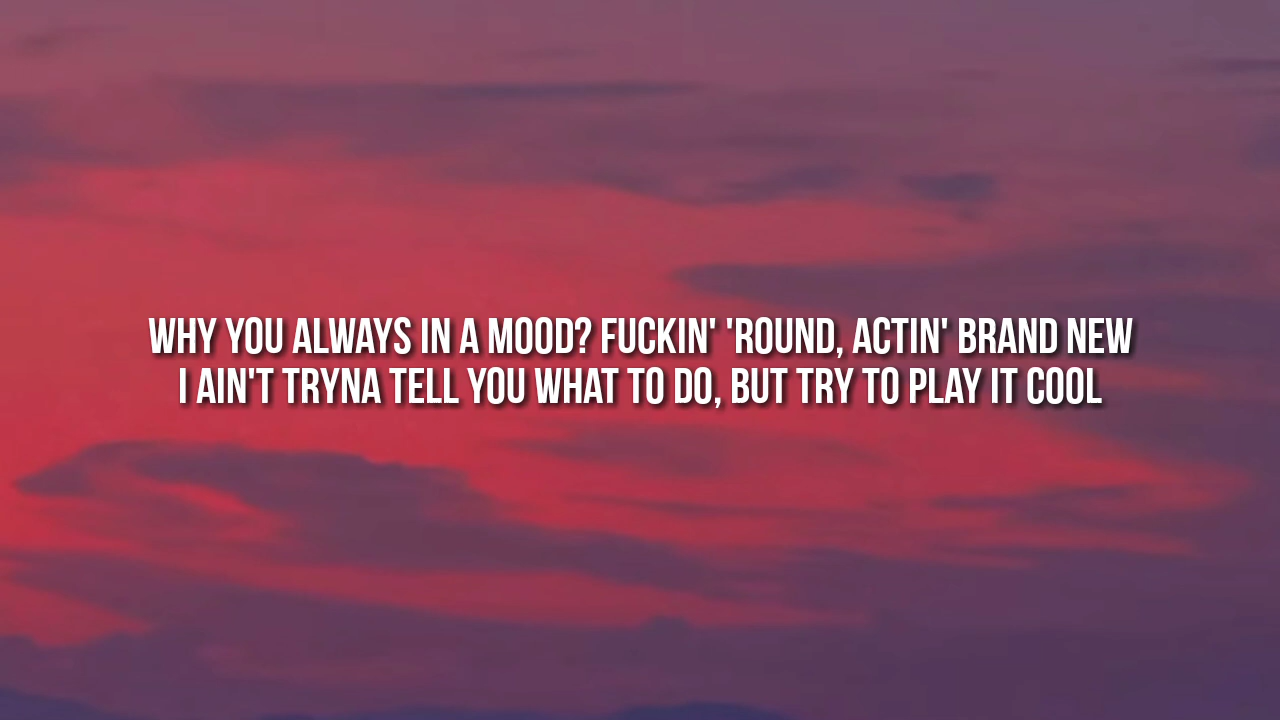 WHY YOU ALWAYS IN A MOOD? FUCKIN' 'ROUND, ACTIN' BRAND NEW
I AIN'T TRYNA TELL YOU WHAT TO DO, BUT TRY TO PLAY IT COOL